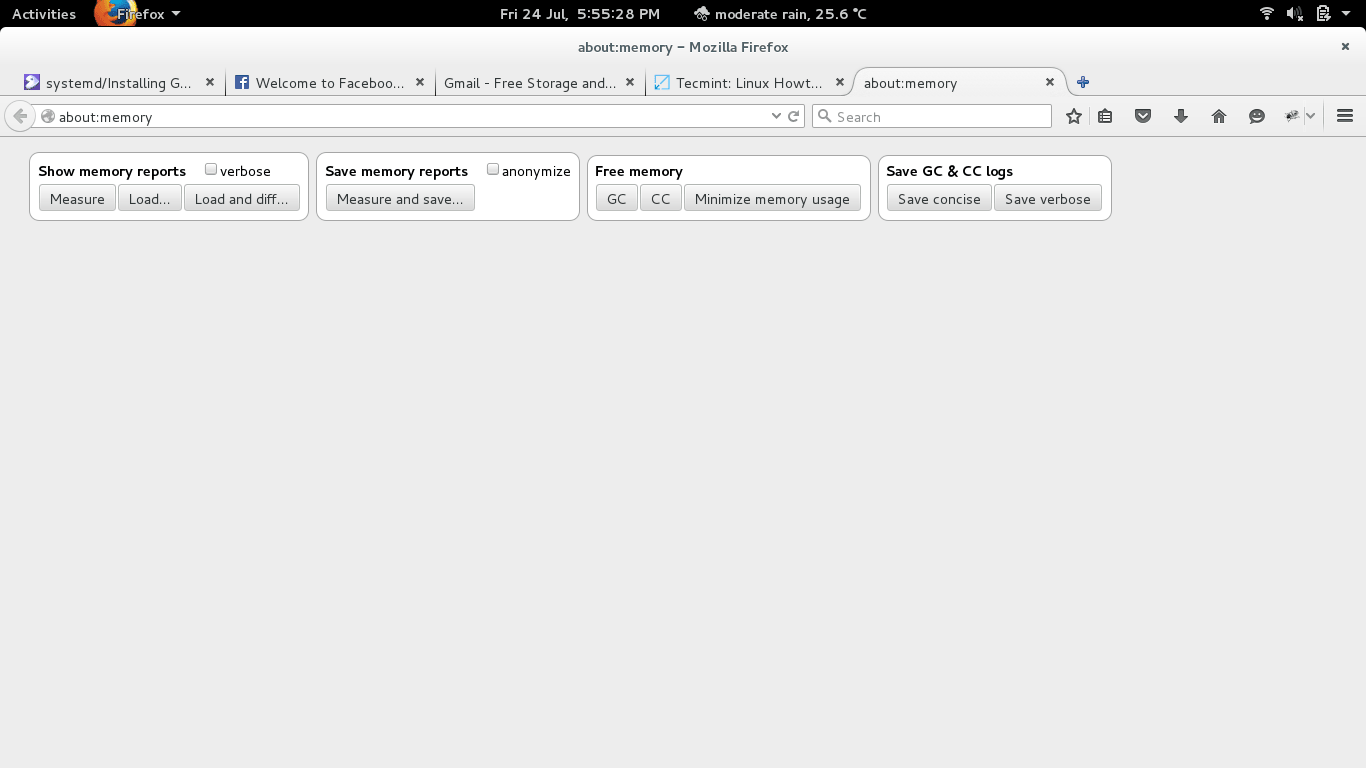 Activities Firefox Fri 24 Jul, 5:55:28 PM moderate rain, 25.6 °C
about:memory - Mozilla Firefox
systemd/Installing G... Welcome to Faceboo... Gmail - Free Storage and... Tecmint: Linux Howt... about:memory
about:memory Search
Show memory reports verbose
Measure Load... Load and diff...
Save memory reports anonymize
Measure and save...
Free memory
GC CC Minimize memory usage
Save GC & CC logs
Save concise Save verbose